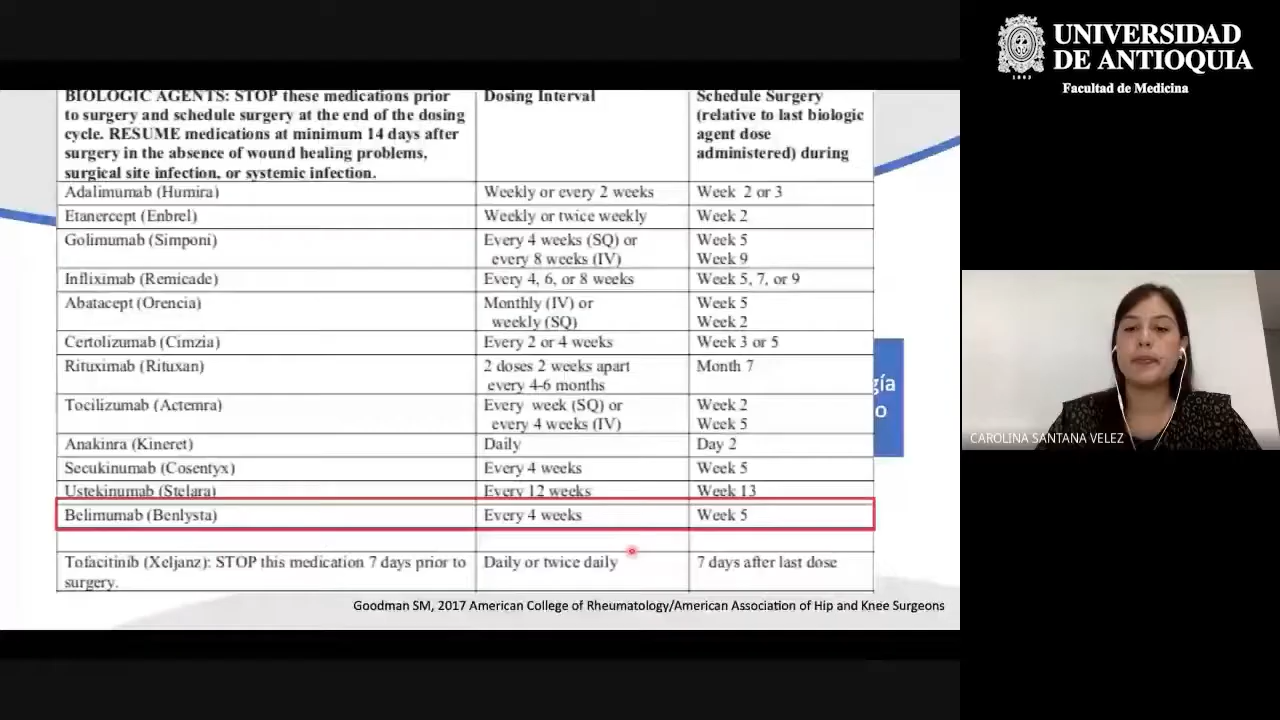 UNIVERSIDAD
DE ANTIOQUIA
1803
Facultad de Medicina
BIOLOGIC AGENTS: STOP these medications prior
to surgery and schedule surgery at the end of the dosing
cycle. RESUME medications at minimum 14 days after
surgery in the absence of wound healing problems,
surgical site infection, or systemic infection.
Dosing Interval
Schedule Surgery
(relative to last biologic
agent dose
administered) during
Adalimumab (Humira) Weekly or every 2 weeks Week 2 or 3
Etanercept (Enbrel) Weekly or twice weekly Week 2
Golimumab (Simponi) Every 4 weeks (SQ) or Week 5
every 8 weeks (IV) Week 9
Infliximab (Remicade) Every 4, 6, or 8 weeks Week 5, 7, or 9
Abatacept (Orencia) Monthly (IV) or Week 5
weekly (SQ) Week 2
Certolizumab (Cimzia) Every 2 or 4 weeks Week 3 or 5
Rituximab (Rituxan) 2 doses 2 weeks apart Month 7
every 4-6 months
Tocilizumab (Actemra) Every week (SQ) or Week 2
every 4 weeks (IV) Week 5
Anakinra (Kineret) Daily Day 2
Secukinumab (Cosentyx) Every 4 weeks Week 5
Ustekinumab (Stelara) Every 12 weeks Week 13
Belimumab (Benlysta) Every 4 weeks Week 5
Tofacitinib (Xeljanz): STOP this medication 7 days prior to Daily or twice daily 7 days after last dose
surgery.
gía
o
Goodman SM, 2017 American College of Rheumatology/American Association of Hip and Knee Surgeons
CAROLINA SANTANA VELEZ